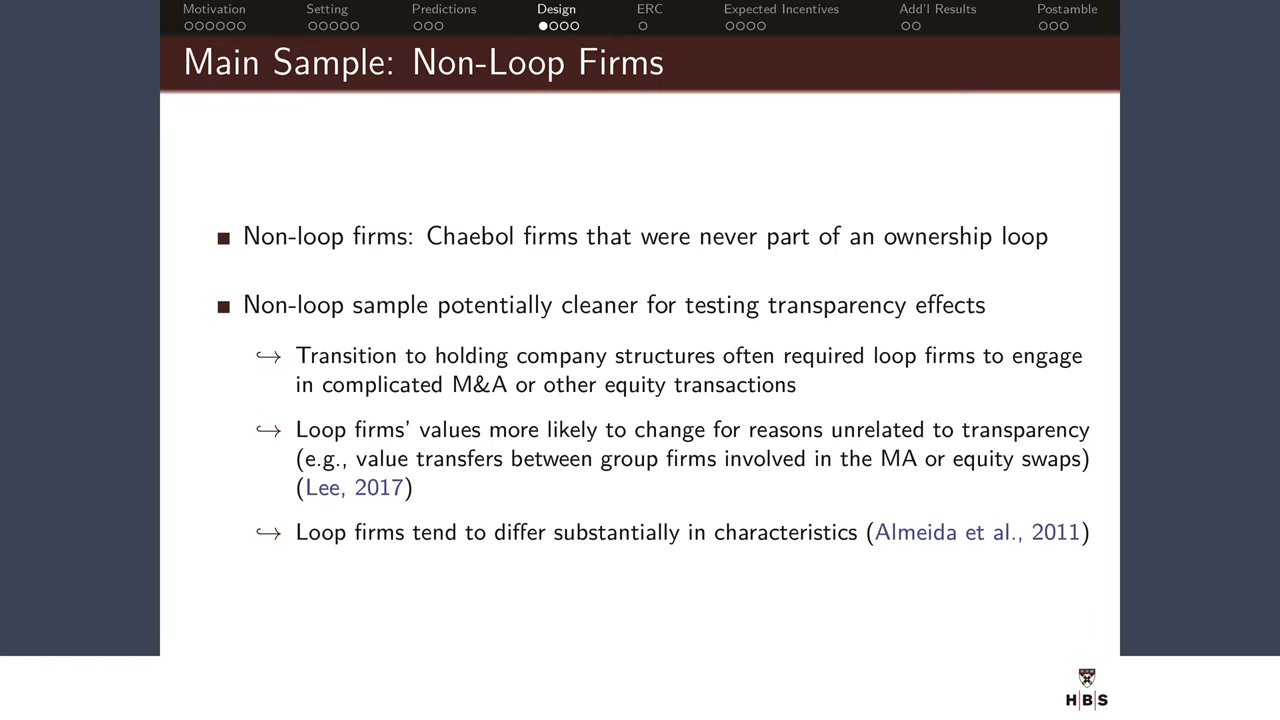 Motivation Setting Predictions Design ERC Expected Incentives Add'l Results Postamble
Main Sample: Non-Loop Firms
Non-loop firms: Chaebol firms that were never part of an ownership loop
Non-loop sample potentially cleaner for testing transparency effects
Transition to holding company structures often required loop firms to engage
in complicated M&A or other equity transactions
Loop firms' values more likely to change for reasons unrelated to transparency
(e.g., value transfers between group firms involved in the MA or equity swaps)
(Lee, 2017)
Loop firms tend to differ substantially in characteristics (Almeida et al., 2011)
H|B|S